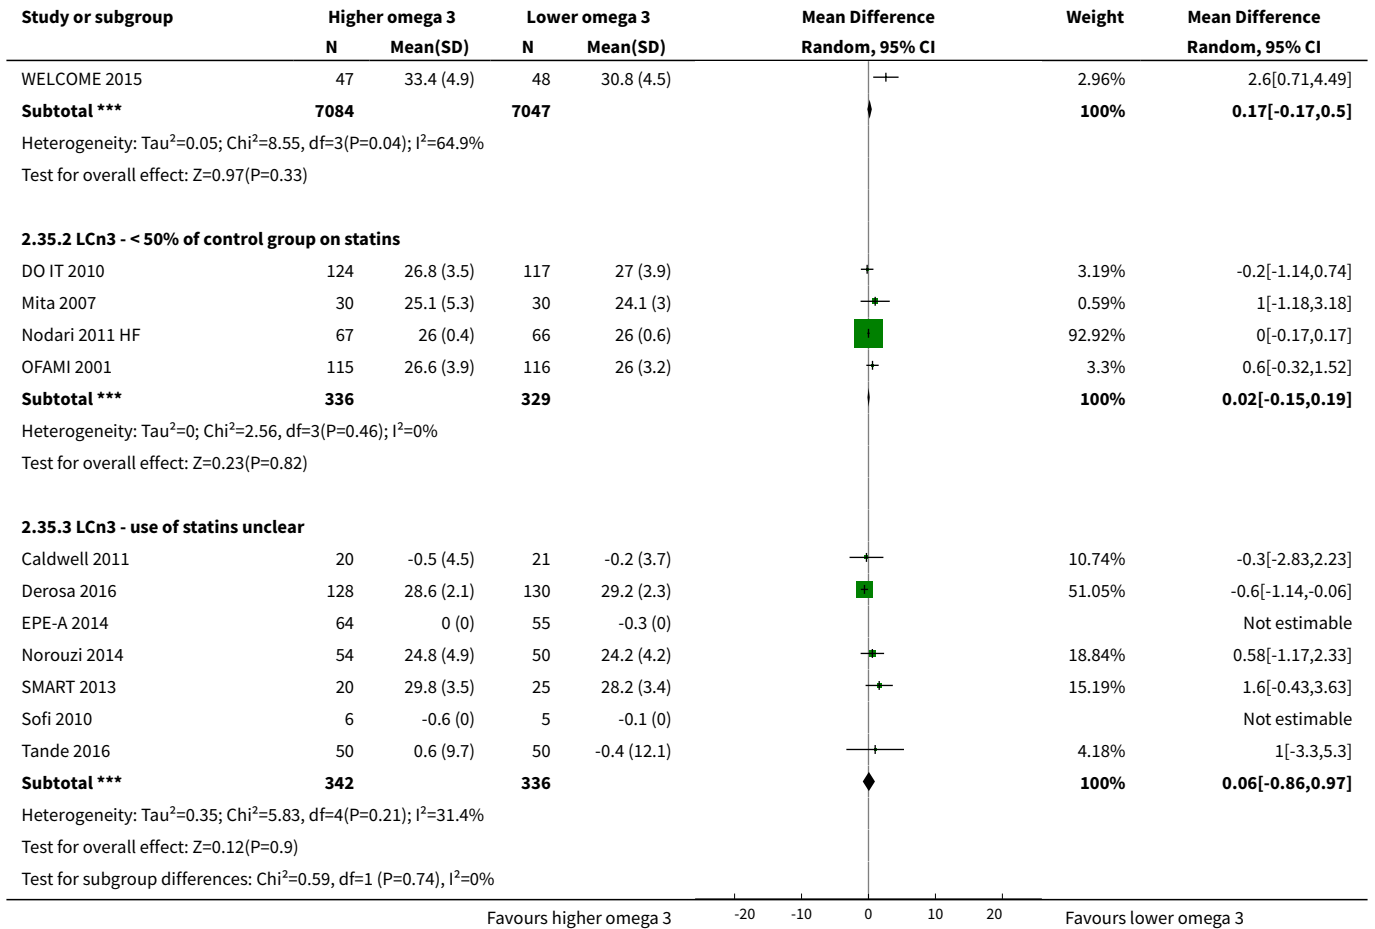 Study or subgroup Higher omega 3 Lower omega 3 Mean Difference Weight Mean Difference
N Mean(SD) N Mean(SD) Random, 95% CI Random, 95% CI
WELCOME 2015 47 33.4 (4.9) 48 30.8 (4.5) 2.96% 2.6[0.71,4.49]
Subtotal *** 7084 7047 100% 0.17[-0.17,0.5]
Heterogeneity: Tau²=0.05; Chi²=8.55, df=3(P=0.04); I²=64.9%
Test for overall effect: Z=0.97(P=0.33)
2.35.2 LCn3 - < 50% of control group on statins
DO IT 2010 124 26.8 (3.5) 117 27 (3.9) 3.19% -0.2[-1.14,0.74]
Mita 2007 30 25.1 (5.3) 30 24.1 (3) 0.59% 1[-1.18,3.18]
Nodari 2011 HF 67 26 (0.4) 66 26 (0.6) 92.92% 0[-0.17,0.17]
OFAMI 2001 115 26.6 (3.9) 116 26 (3.2) 3.3% 0.6[-0.32,1.52]
Subtotal *** 336 329 100% 0.02[-0.15,0.19]
Heterogeneity: Tau²=0; Chi²=2.56, df=3(P=0.46); I²=0%
Test for overall effect: Z=0.23(P=0.82)
2.35.3 LCn3 - use of statins unclear
Caldwell 2011 20 -0.5 (4.5) 21 -0.2 (3.7) 10.74% -0.3[-2.83,2.23]
Derosa 2016 128 28.6 (2.1) 130 29.2 (2.3) 51.05% -0.6[-1.14,-0.06]
EPE-A 2014 64 0 (0) 55 -0.3 (0) Not estimable
Norouzi 2014 54 24.8 (4.9) 50 24.2 (4.2) 18.84% 0.58[-1.17,2.33]
SMART 2013 20 29.8 (3.5) 25 28.2 (3.4) 15.19% 1.6[-0.43,3.63]
Sofi 2010 6 -0.6 (0) 5 -0.1 (0) Not estimable
Tande 2016 50 0.6 (9.7) 50 -0.4 (12.1) 4.18% 1[-3.3,5.3]
Subtotal *** 342 336 100% 0.06[-0.86,0.97]
Heterogeneity: Tau²=0.35; Chi²=5.83, df=4(P=0.21); I²=31.4%
Test for overall effect: Z=0.12(P=0.9)
Test for subgroup differences: Chi²=0.59, df=1 (P=0.74), I²=0%
Favours higher omega 3 -20 -10 0 10 20 Favours lower omega 3